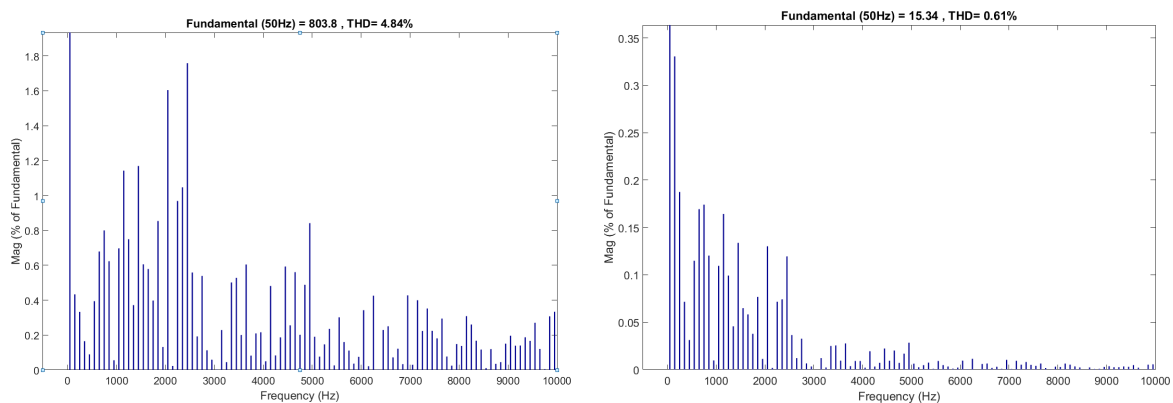 Fundamental (50Hz) = 803.8 , THD= 4.84%
Mag (% of Fundamental)
1.8
1.6
1.4
1.2
1
0.8
0.6
0.4
0.2
0
0 1000 2000 3000 4000 5000 6000 7000 8000 9000 10000
Frequency (Hz)
Fundamental (50Hz) = 15.34 , THD= 0.61%
Mag (% of Fundamental)
0.35
0.3
0.25
0.2
0.15
0.1
0.05
0
0 1000 2000 3000 4000 5000 6000 7000 8000 9000 10000
Frequency (Hz)